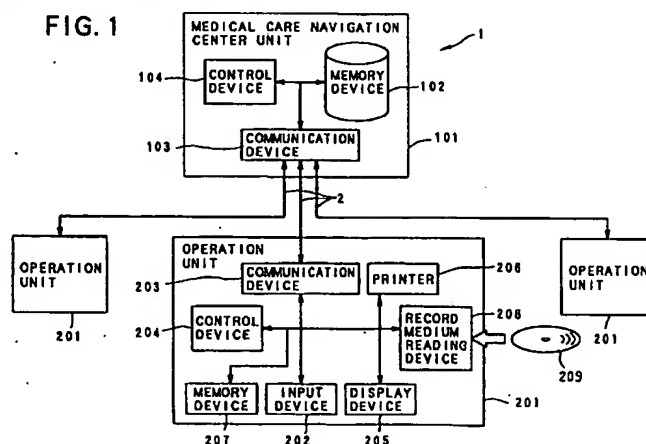 FIG. 1
MEDICAL CARE NAVIGATION
CENTER UNIT
1
104
CONTROL
DEVICE
MEMORY
DEVICE
102
103
COMMUNICATION
DEVICE
101
2
OPERATION
UNIT
201
OPERATION
UNIT
203
COMMUNICATION
DEVICE
PRINTER
206
204
CONTROL
DEVICE
RECORD
MEDIUM
READING
DEVICE
208
209
MEMORY
DEVICE
207
INPUT
DEVICE
202
DISPLAY
DEVICE
205
201
OPERATION
UNIT
201